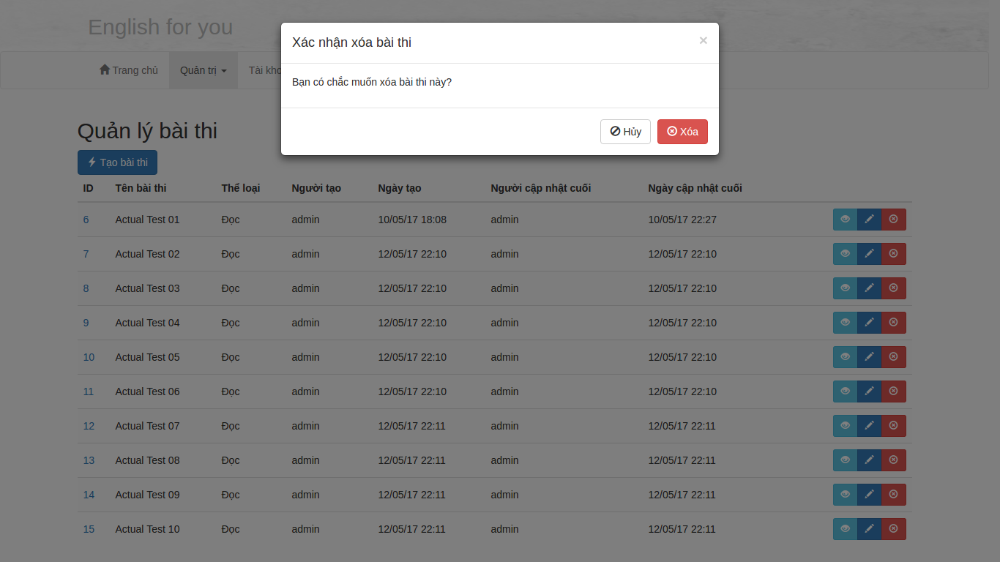 English for you
Xác nhận xóa bài thi ×
Trang chủ Quản trị Tài kho
Bạn có chắc muốn xóa bài thi này?
Hủy Xóa
Quản lý bài thi
Tạo bài thi
ID Tên bài thi Thể loại Người tạo Ngày tạo Người cập nhật cuối Ngày cập nhật cuối
6 Actual Test 01 Đọc admin 10/05/17 18:08 admin 10/05/17 22:27
7 Actual Test 02 Đọc admin 12/05/17 22:10 admin 12/05/17 22:10
8 Actual Test 03 Đọc admin 12/05/17 22:10 admin 12/05/17 22:10
9 Actual Test 04 Đọc admin 12/05/17 22:10 admin 12/05/17 22:10
10 Actual Test 05 Đọc admin 12/05/17 22:10 admin 12/05/17 22:10
11 Actual Test 06 Đọc admin 12/05/17 22:10 admin 12/05/17 22:10
12 Actual Test 07 Đọc admin 12/05/17 22:11 admin 12/05/17 22:11
13 Actual Test 08 Đọc admin 12/05/17 22:11 admin 12/05/17 22:11
14 Actual Test 09 Đọc admin 12/05/17 22:11 admin 12/05/17 22:11
15 Actual Test 10 Đọc admin 12/05/17 22:11 admin 12/05/17 22:11